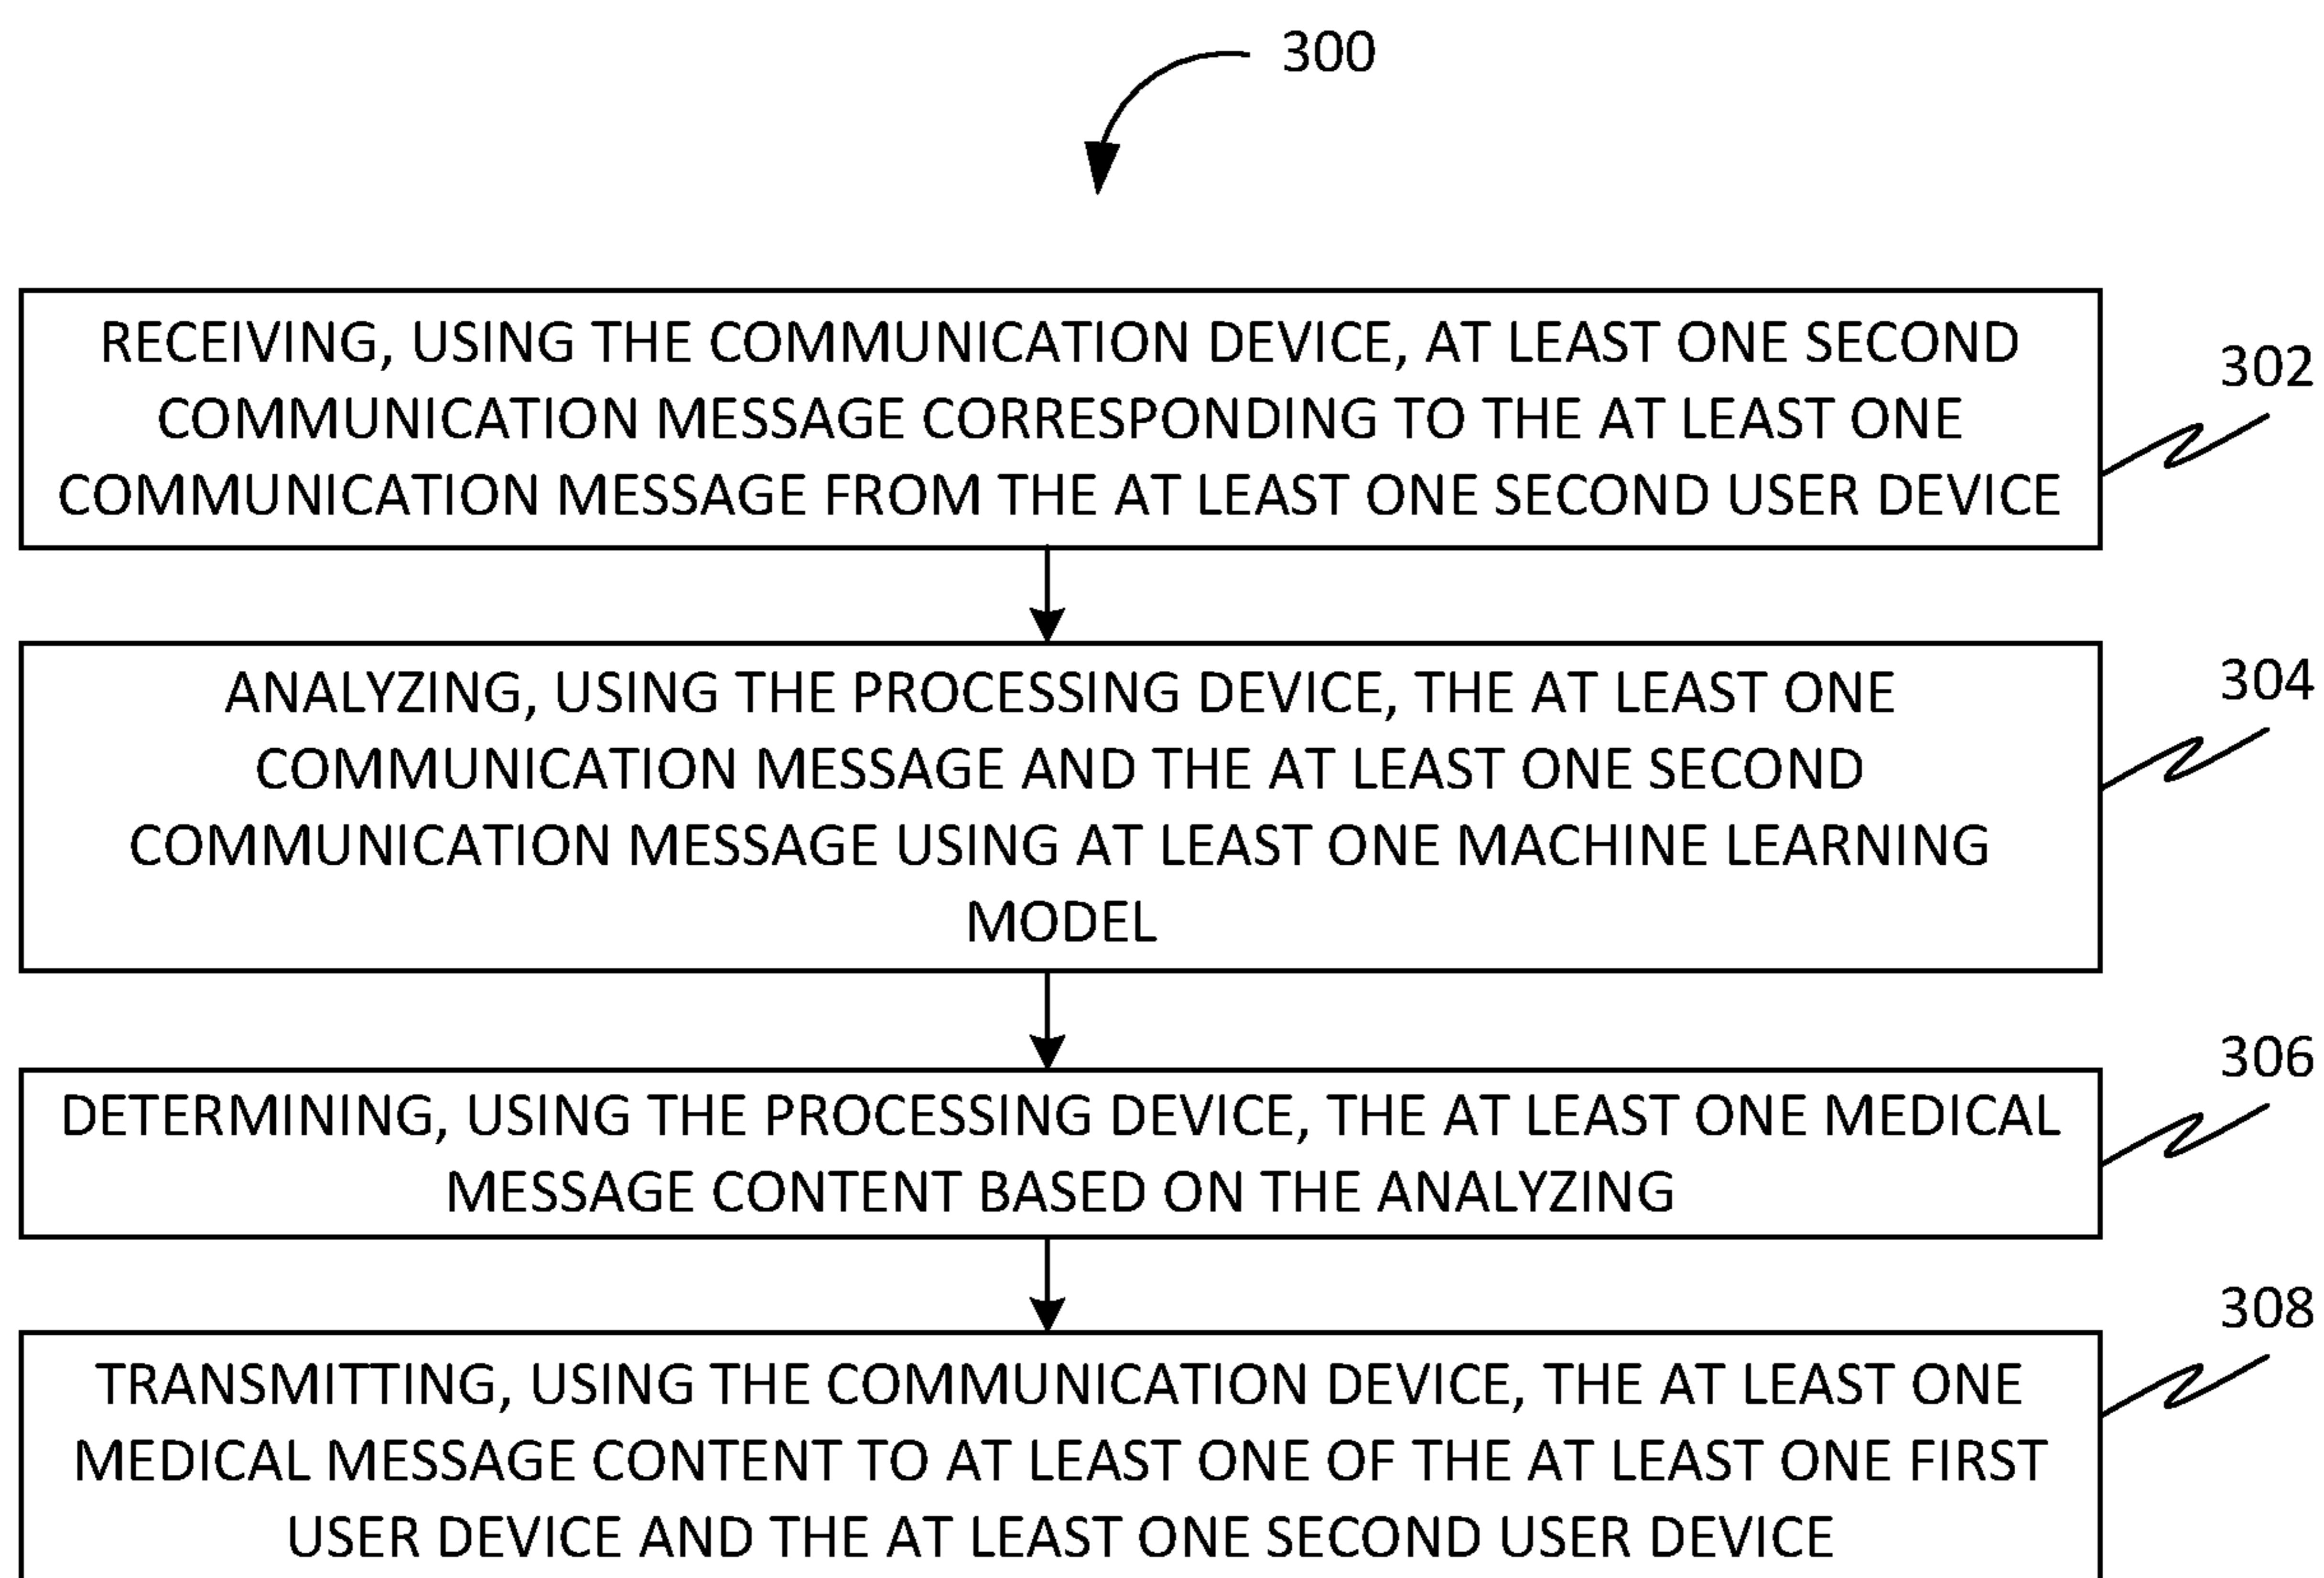 300
RECEIVING, USING THE COMMUNICATION DEVICE, AT LEAST ONE SECOND
COMMUNICATION MESSAGE CORRESPONDING TO THE AT LEAST ONE
COMMUNICATION MESSAGE FROM THE AT LEAST ONE SECOND USER DEVICE
302
ANALYZING, USING THE PROCESSING DEVICE, THE AT LEAST ONE
COMMUNICATION MESSAGE AND THE AT LEAST ONE SECOND
COMMUNICATION MESSAGE USING AT LEAST ONE MACHINE LEARNING
MODEL
304
DETERMINING, USING THE PROCESSING DEVICE, THE AT LEAST ONE MEDICAL
MESSAGE CONTENT BASED ON THE ANALYZING
306
TRANSMITTING, USING THE COMMUNICATION DEVICE, THE AT LEAST ONE
MEDICAL MESSAGE CONTENT TO AT LEAST ONE OF THE AT LEAST ONE FIRST
USER DEVICE AND THE AT LEAST ONE SECOND USER DEVICE
308